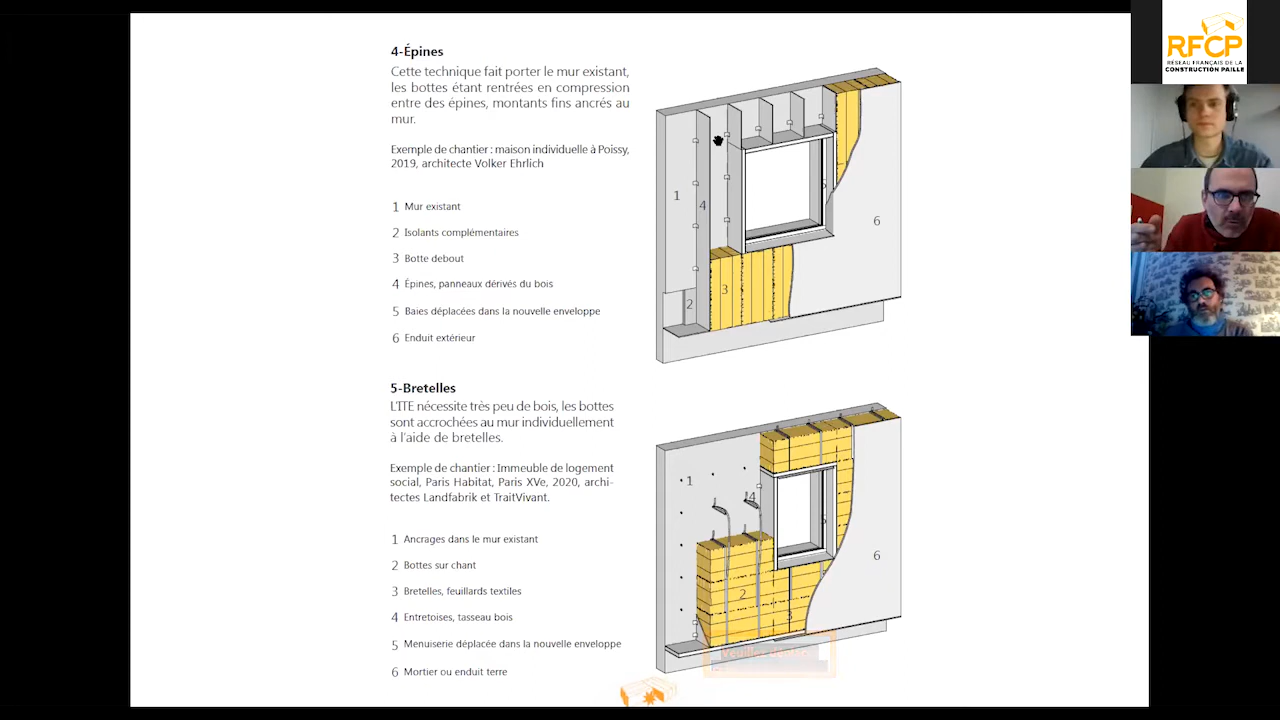 4-Épines
Cette technique fait porter le mur existant,
les bottes étant rentrées en compression
entre des épines, montants fins ancrés au
mur.
Exemple de chantier : maison individuelle à Poissy,
2019, architecte Volker Ehrlich
1 Mur existant
2 Isolants complémentaires
3 Botte debout
4 Épines, panneaux dérivés du bois
5 Baies déplacées dans la nouvelle enveloppe
6 Enduit extérieur
1
4
6
3
2
5-Bretelles
L'ITE nécessite très peu de bois, les bottes
sont accrochées au mur individuellement
à l'aide de bretelles.
Exemple de chantier : Immeuble de logement
social, Paris Habitat, Paris XVe, 2020, archi-
tectes Landfabrik et TraitVivant.
1 Ancrages dans le mur existant
2 Bottes sur chant
3 Bretelles, feuillards textiles
4 Entretoises, tasseau bois
5 Menuiserie déplacée dans la nouvelle enveloppe
6 Mortier ou enduit terre
1
4
6
2
3
RFCP
RÉSEAU FRANÇAIS DE LA
CONSTRUCTION PAILLE